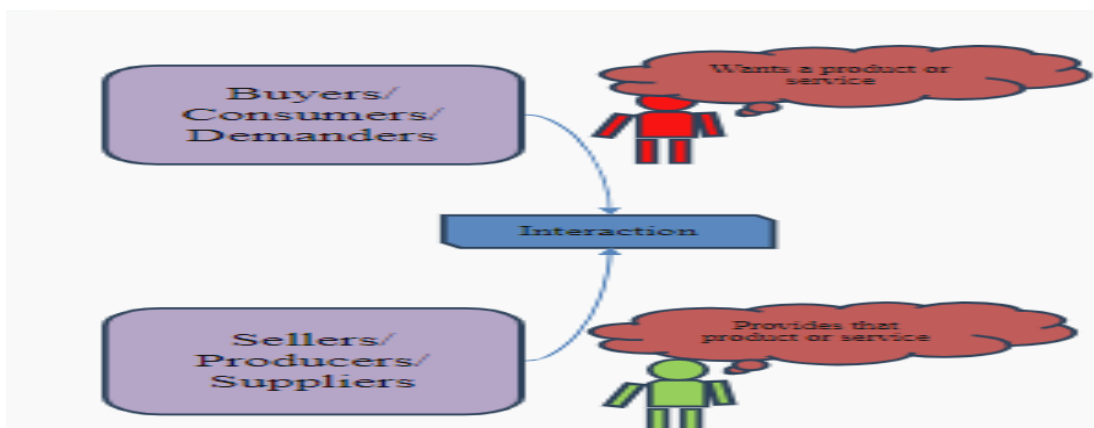 Buyers/
Consumers/
Demanders
Wants a product or
service
Interaction
Sellers/
Producers/
Suppliers
Provides that
product or service